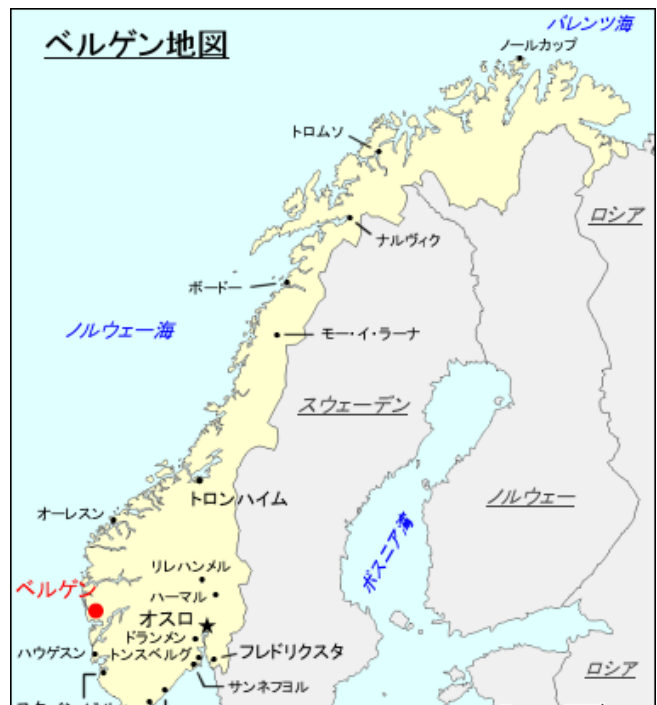 ベルゲン地図
バレンツ海
ノールカップ
トロムソ
ロシア
ナルヴィク
ボードー
ノルウェー海
モー・イ・ラーナ
スウェーデン
トロンハイム
ノルウェー
オーレスン
ボスニア湾
リレハンメル
ベルゲン
ハーマル
オスロ
ドランメン
ハウゲスン
トンスベルグ
フレドリクスタ
ロシア
サンネフヨル